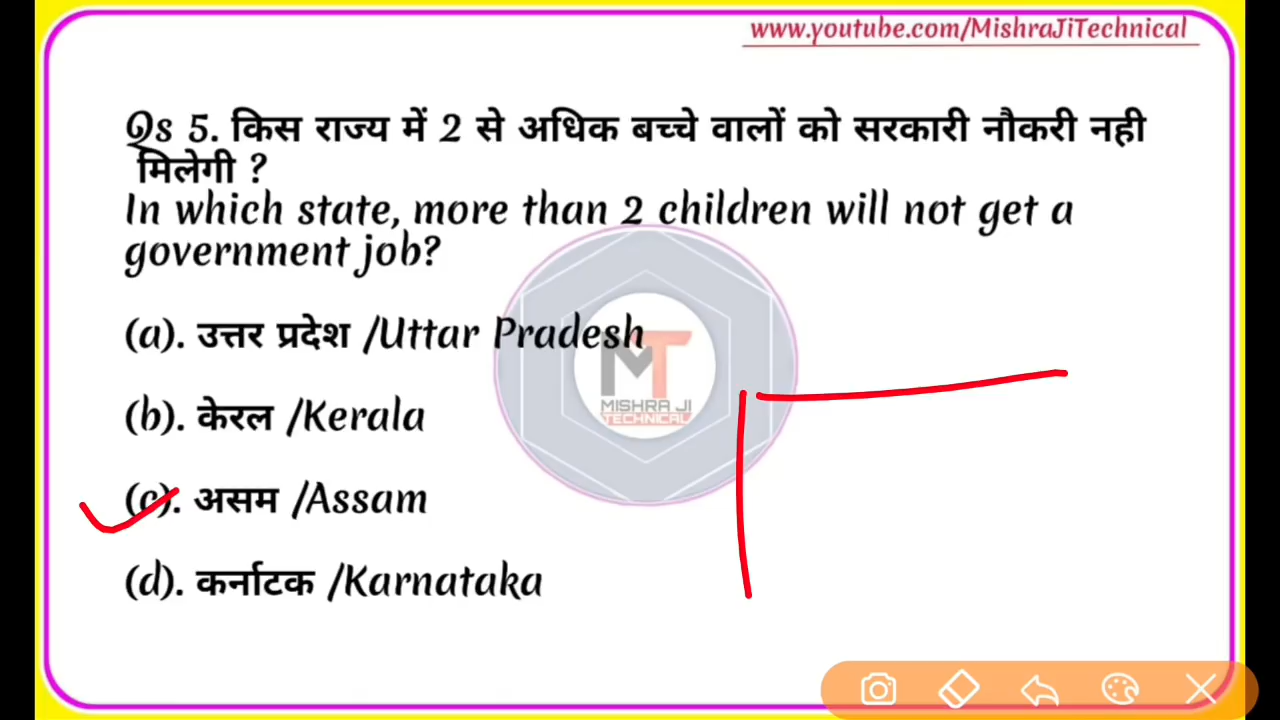 www.youtube.com/MishraJiTechnical
Qs 5. किस राज्य में 2 से अधिक बच्चे वालों को सरकारी नौकरी नही
मिलेगी ?
In which state, more than 2 children will not get a
government job?
(a). उत्तर प्रदेश /Uttar Pradesh
(b). केरल /Kerala
MT
MISHRA JI
TECHNICAL
(c). असम /Assam
(d). कर्नाटक /Karnataka